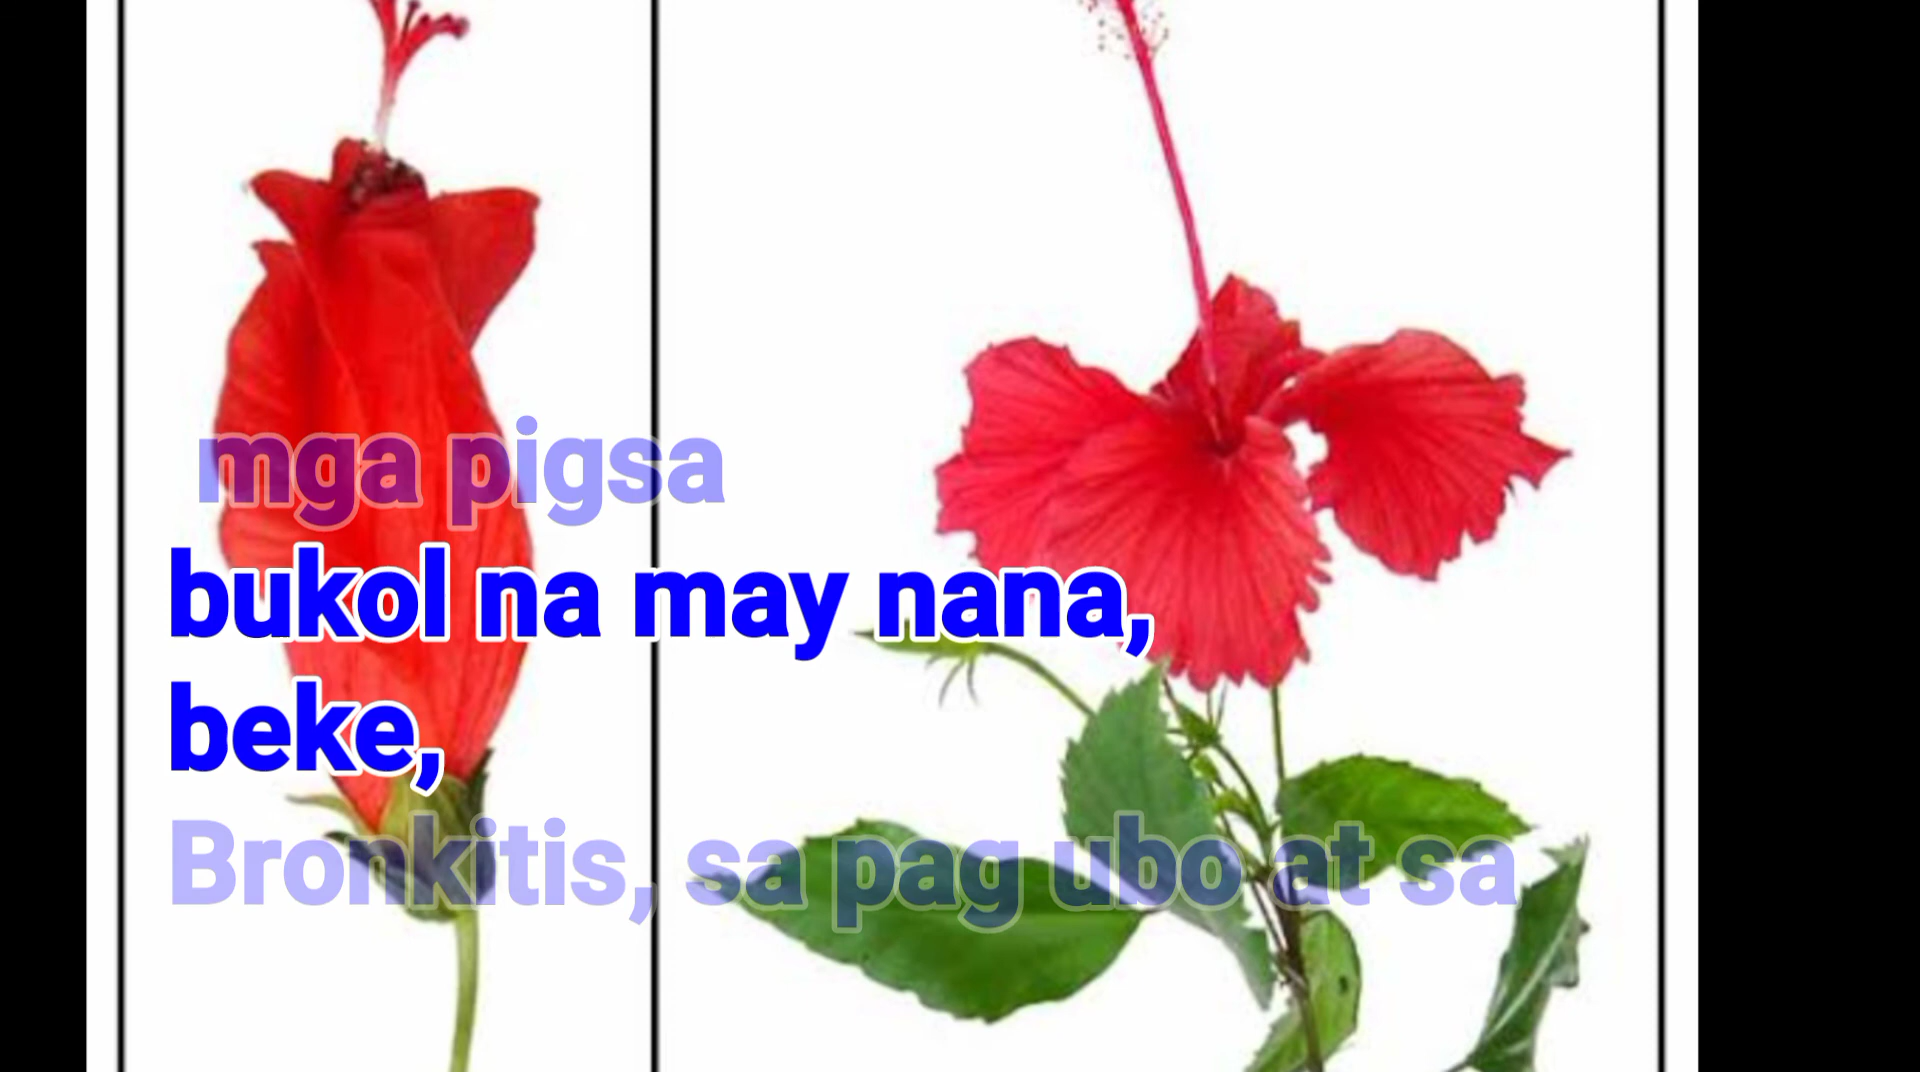 mga pigsa
bukol na may nana,
beke,
Bronkitis, sa pag ubo at sa